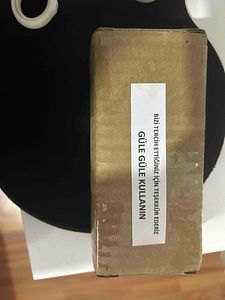 BİZİ TERCİH ETTİĞİNİZ İÇİN TEŞEKKÜR EDERİZ
GÜLE GÜLE KULLANIN